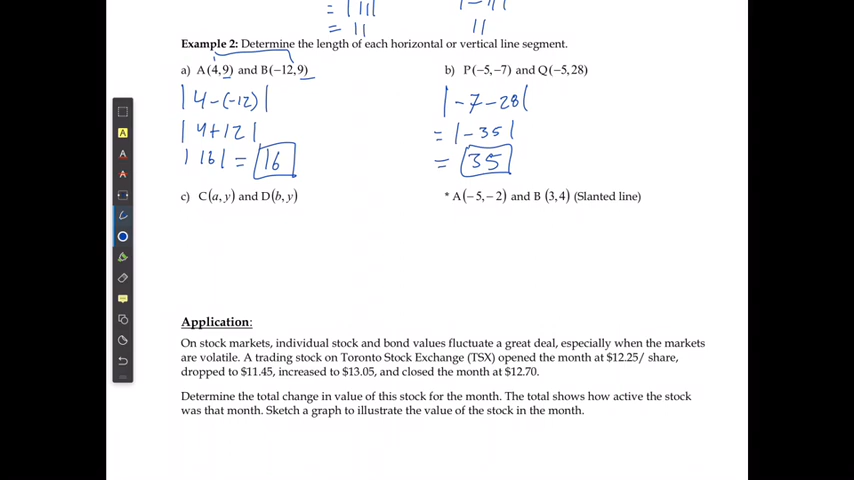 = |11|
= 11
11
Example 2: Determine the length of each horizontal or vertical line segment.
a) A(4,9) and B(−12,9)
b) P(−5,−7) and Q(−5,28)
|4-(-12)|
|-7-28|
|4+12|
= |-35|
|16| = 16
= 35
c) C(a,y) and D(b,y)
* A(−5,−2) and B (3,4) (Slanted line)
Application:
On stock markets, individual stock and bond values fluctuate a great deal, especially when the markets
are volatile. A trading stock on Toronto Stock Exchange (TSX) opened the month at $12.25/ share,
dropped to $11.45, increased to $13.05, and closed the month at $12.70.
Determine the total change in value of this stock for the month. The total shows how active the stock
was that month. Sketch a graph to illustrate the value of the stock in the month.